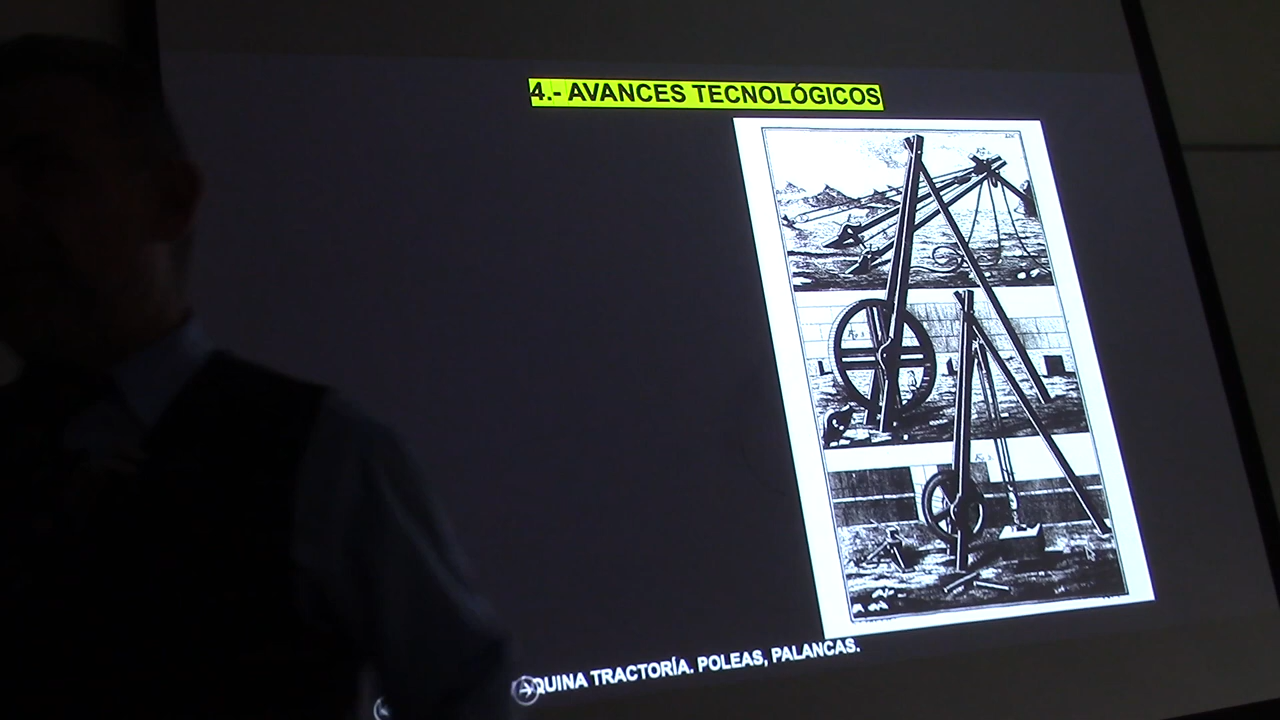 4.- AVANCES TECNOLÓGICOS
QUINA TRACTORÍA. POLEAS, PALANCAS.